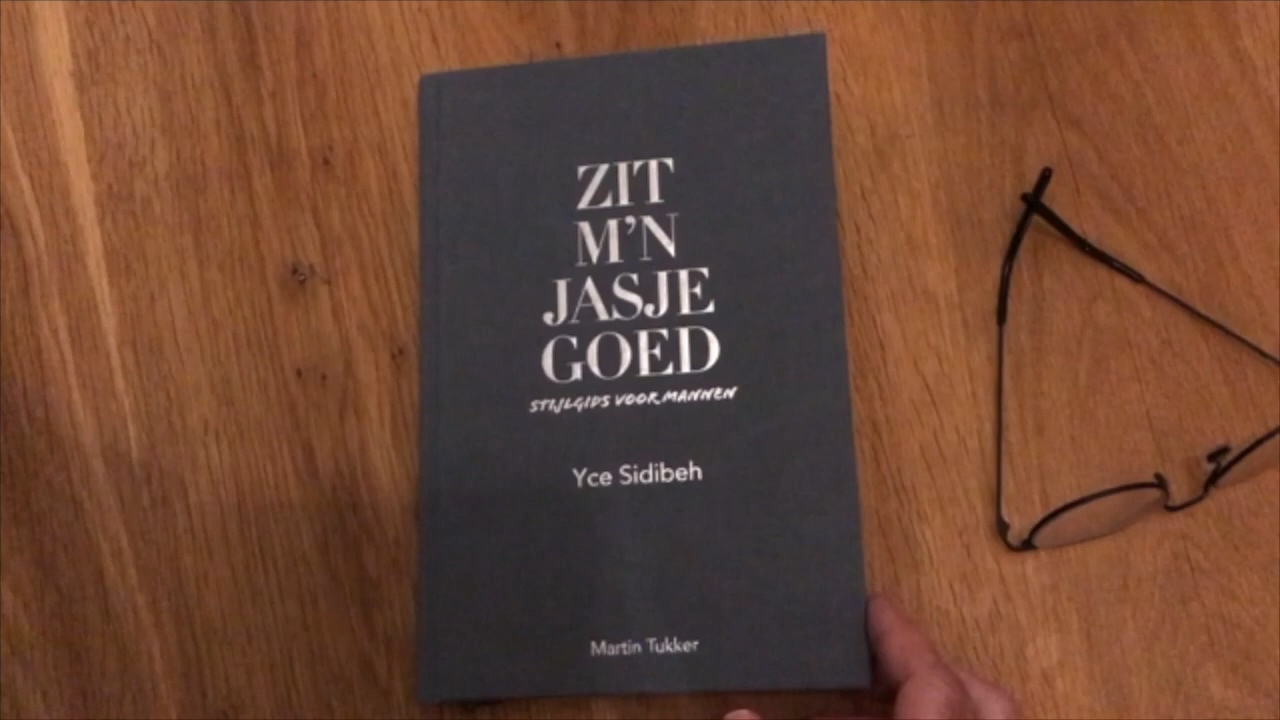 ZIT
M'N
JASJE
GOED
STIJLGIDS VOOR MANNEN
Yce Sidibeh
Martin Tukker